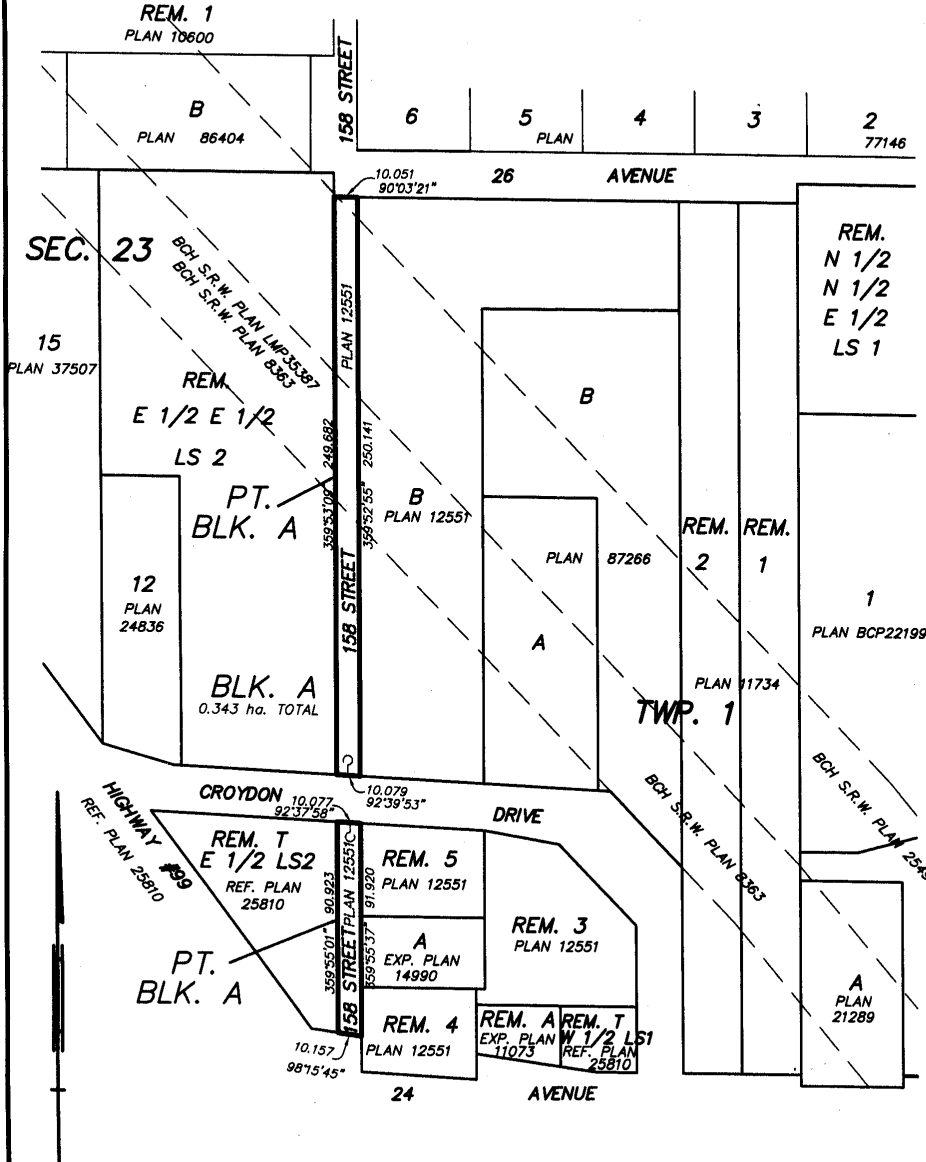 REM. 1
PLAN 10600
158 STREET
B
PLAN 86404
6
5
PLAN
4
3
2
77146
10.051
90°03'21"
26 AVENUE
SEC. 23
BCH S.R.W. PLAN LMP35387
BCH S.R.W. PLAN 8363
PLAN 12551
REM.
N 1/2
N 1/2
E 1/2
LS 1
15
PLAN 37507
REM.
E 1/2 E 1/2
LS 2
B
249.682
359°53'09"
250.141
359°52'55"
PT.
BLK. A
B
PLAN 12551
158 STREET
PLAN 87266
REM.
2
REM.
1
12
PLAN
24836
A
1
PLAN BCP22199
PLAN 11734
BLK. A
0.343 ha. TOTAL
TWP. 1
BCH S.R.W. PLAN 8363
BCH S.R.W. PLAN
10.079
92°39'53"
CROYDON DRIVE
10.077
92°37'58"
HIGHWAY #99
REF. PLAN
25810
REM. T
E 1/2 LS2
REF. PLAN
25810
90.923
359°55'01"
PLAN 12551
158 STREET
91.920
359°55'37"
REM. 5
PLAN 12551
A
EXP. PLAN
14990
REM. 3
PLAN 12551
PT.
BLK. A
A
PLAN
21289
REM. 4
PLAN 12551
REM. A
EXP. PLAN
11073
REM. T
W 1/2 LS1
REF. PLAN
25810
10.157
98°15'45"
24 AVENUE